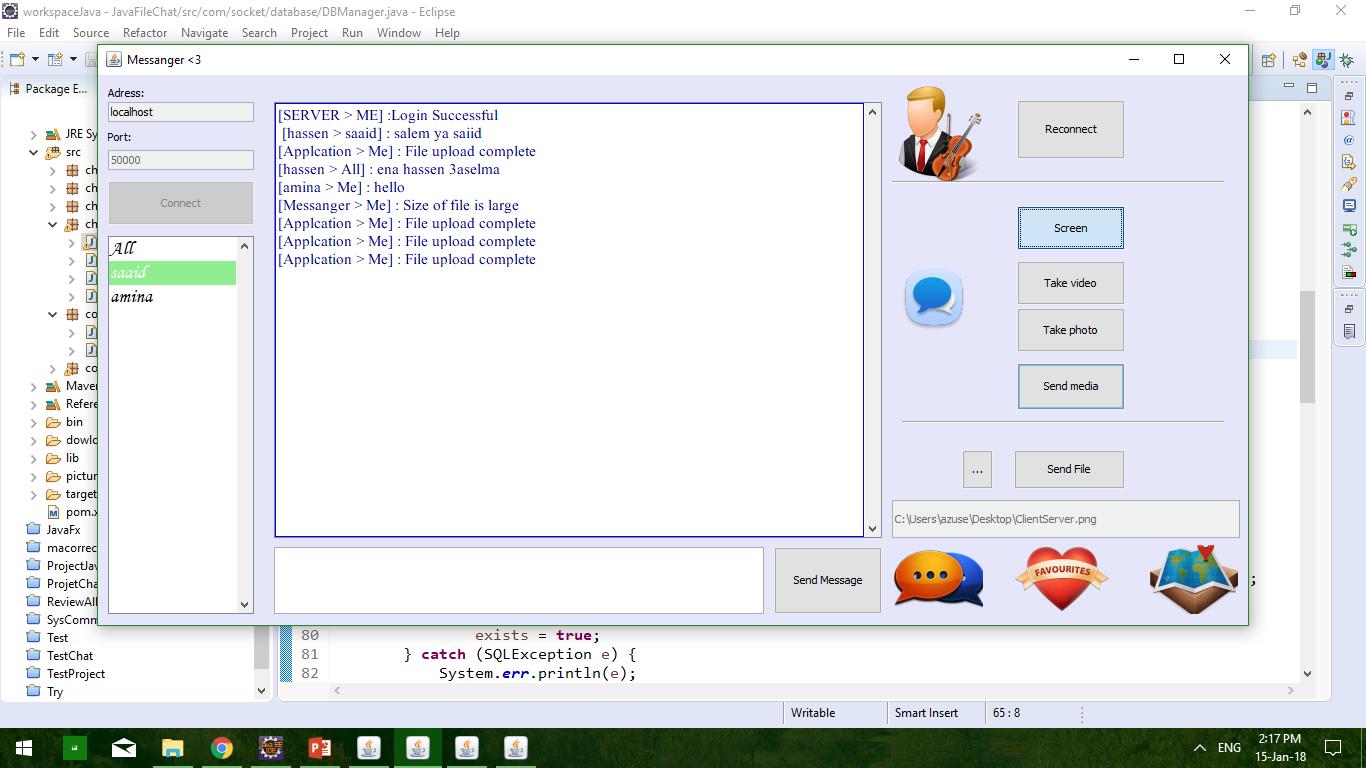 workspaceJava - JavaFileChat/src/com/socket/database/DBManager.java - Eclipse
File Edit Source Refactor Navigate Search Project Run Window Help
Package E...
JRE Sy
src
ch
ch
ch
ch
co
co
Maven
Refere
bin
dowlo
lib
pictur
target
pom.x
JavaFx
macorrec
ProjectJav
ProjetCha
ReviewAll
SysComm
Test
TestChat
TestProject
Try
Messanger <3
Adress:
localhost
Port:
50000
Connect
All
saaid
amina
[SERVER > ME] :Login Successful
[hassen > saaid] : salem ya saiid
[Applcation > Me] : File upload complete
[hassen > All] : ena hassen 3aselma
[amina > Me] : hello
[Messanger > Me] : Size of file is large
[Applcation > Me] : File upload complete
[Applcation > Me] : File upload complete
[Applcation > Me] : File upload complete
Send Message
Reconnect
Screen
Take video
Take photo
Send media
... Send File
C:\Users\azuse\Desktop\ClientServer.png
FAVOURITES
;
80 exists = true;
81 } catch (SQLException e) {
82 System.err.println(e);
Writable Smart Insert 65 : 8
Java EE
IDE
ENG
2:17 PM
15-Jan-18